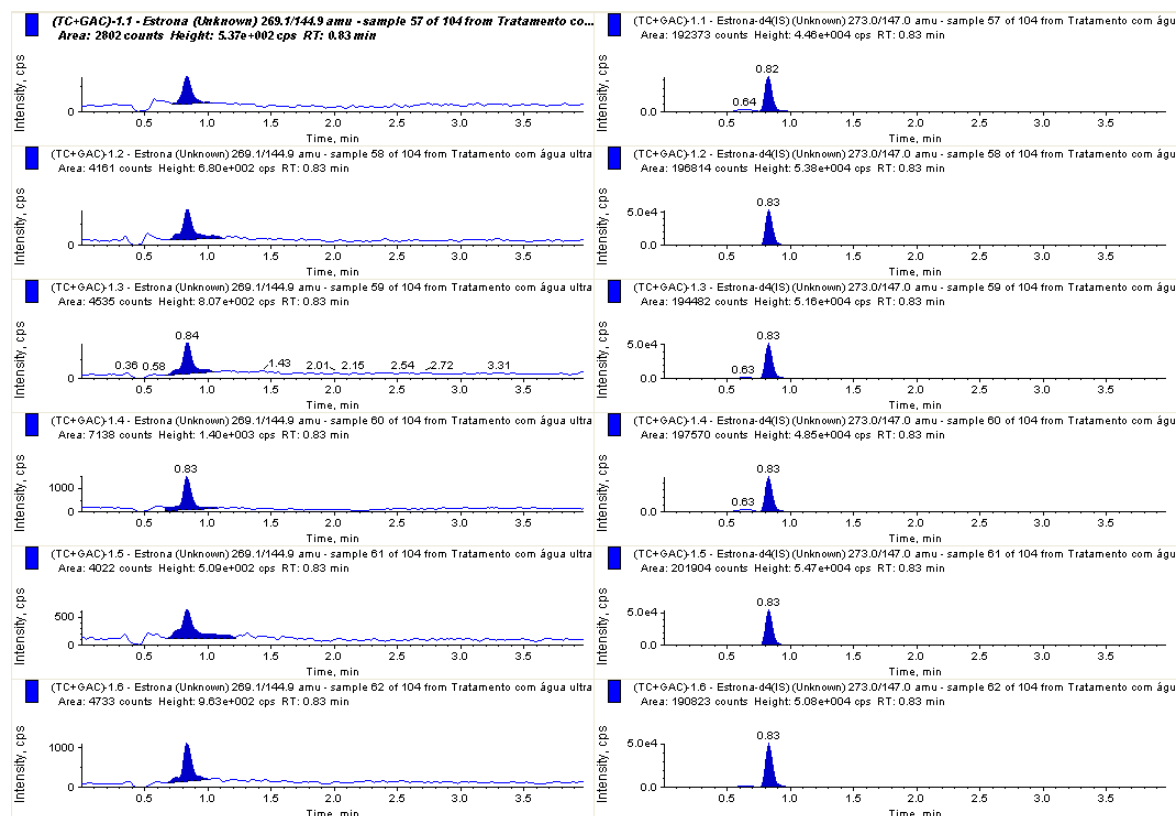 (TC+GAC)-1.1 - Estrona (Unknown) 269.1/144.9 amu - sample 57 of 104 from Tratamento co...
Area: 2802 counts Height: 5.37e+002 cps RT: 0.83 min
Intensity, cps
0
0.5 1.0 1.5 2.0 2.5 3.0 3.5
Time, min
(TC+GAC)-1.1 - Estrona-d4(IS) (Unknown) 273.0/147.0 amu - sample 57 of 104 from Tratamento com águ
Area: 192373 counts Height: 4.46e+004 cps RT: 0.83 min
Intensity, cps
0.82
0.64
0.0
0.5 1.0 1.5 2.0 2.5 3.0 3.5
Time, min
(TC+GAC)-1.2 - Estrona (Unknown) 269.1/144.9 amu - sample 58 of 104 from Tratamento com água ultra
Area: 4161 counts Height: 6.80e+002 cps RT: 0.83 min
Intensity, cps
0
0.5 1.0 1.5 2.0 2.5 3.0 3.5
Time, min
(TC+GAC)-1.2 - Estrona-d4(IS) (Unknown) 273.0/147.0 amu - sample 58 of 104 from Tratamento com águ
Area: 196814 counts Height: 5.38e+004 cps RT: 0.83 min
Intensity, cps
0.83
5.0e4
0.0
0.5 1.0 1.5 2.0 2.5 3.0 3.5
Time, min
(TC+GAC)-1.3 - Estrona (Unknown) 269.1/144.9 amu - sample 59 of 104 from Tratamento com água ultra
Area: 4535 counts Height: 8.07e+002 cps RT: 0.83 min
Intensity, cps
0.84
0.36 0.58 1.43 2.01 2.15 2.54 2.72 3.31
0
0.5 1.0 1.5 2.0 2.5 3.0 3.5
Time, min
(TC+GAC)-1.3 - Estrona-d4(IS) (Unknown) 273.0/147.0 amu - sample 59 of 104 from Tratamento com águ
Area: 194482 counts Height: 5.16e+004 cps RT: 0.83 min
Intensity, cps
0.83
5.0e4
0.63
0.0
0.5 1.0 1.5 2.0 2.5 3.0 3.5
Time, min
(TC+GAC)-1.4 - Estrona (Unknown) 269.1/144.9 amu - sample 60 of 104 from Tratamento com água ultra
Area: 7138 counts Height: 1.40e+003 cps RT: 0.83 min
Intensity, cps
0.83
1000
0
0.5 1.0 1.5 2.0 2.5 3.0 3.5
Time, min
(TC+GAC)-1.4 - Estrona-d4(IS) (Unknown) 273.0/147.0 amu - sample 60 of 104 from Tratamento com águ
Area: 197570 counts Height: 4.85e+004 cps RT: 0.83 min
Intensity, cps
0.83
0.63
0.0
0.5 1.0 1.5 2.0 2.5 3.0 3.5
Time, min
(TC+GAC)-1.5 - Estrona (Unknown) 269.1/144.9 amu - sample 61 of 104 from Tratamento com água ultra
Area: 4022 counts Height: 5.09e+002 cps RT: 0.83 min
Intensity, cps
500
0
0.5 1.0 1.5 2.0 2.5 3.0 3.5
Time, min
(TC+GAC)-1.5 - Estrona-d4(IS) (Unknown) 273.0/147.0 amu - sample 61 of 104 from Tratamento com águ
Area: 201904 counts Height: 5.47e+004 cps RT: 0.83 min
Intensity, cps
0.83
5.0e4
0.0
0.5 1.0 1.5 2.0 2.5 3.0 3.5
Time, min
(TC+GAC)-1.6 - Estrona (Unknown) 269.1/144.9 amu - sample 62 of 104 from Tratamento com água ultra
Area: 4733 counts Height: 9.63e+002 cps RT: 0.83 min
Intensity, cps
1000
0
0.5 1.0 1.5 2.0 2.5 3.0 3.5
Time, min
(TC+GAC)-1.6 - Estrona-d4(IS) (Unknown) 273.0/147.0 amu - sample 62 of 104 from Tratamento com águ
Area: 190823 counts Height: 5.08e+004 cps RT: 0.83 min
Intensity, cps
0.83
5.0e4
0.0
0.5 1.0 1.5 2.0 2.5 3.0 3.5
Time, min